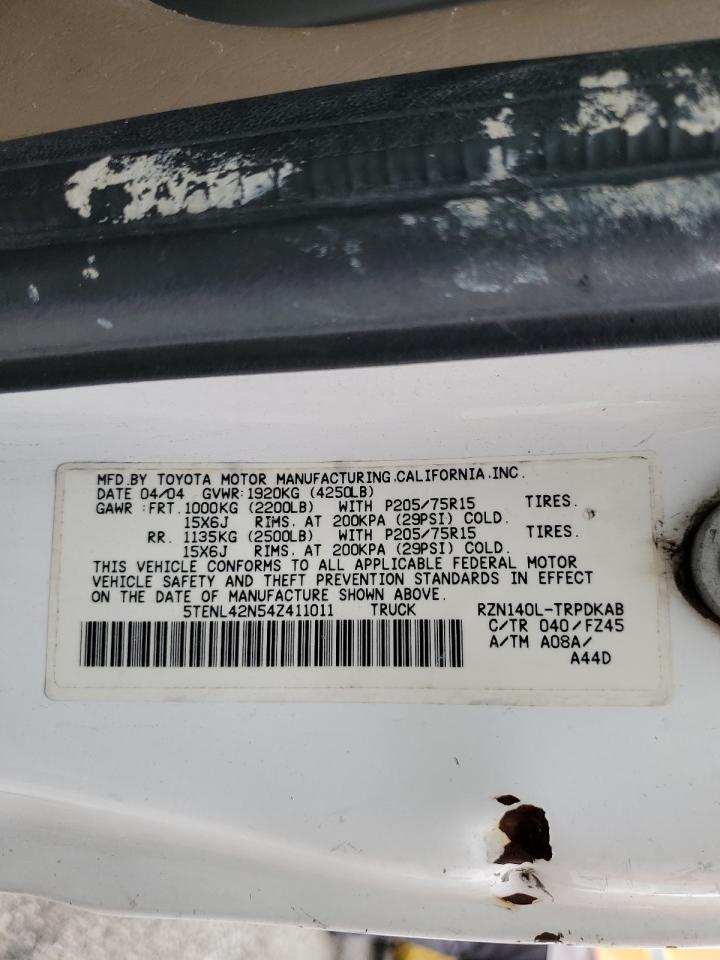 MFD.BY TOYOTA MOTOR MANUFACTURING,CALIFORNIA,INC.
DATE 04/04 GVWR:1920KG (4250LB)
GAWR :FRT.1000KG (2200LB) WITH P205/75R15 TIRES.
15X6J RIMS. AT 200KPA (29PSI) COLD.
RR. 1135KG (2500LB) WITH P205/75R15 TIRES.
15X6J RIMS. AT 200KPA (29PSI) COLD.
THIS VEHICLE CONFORMS TO ALL APPLICABLE FEDERAL MOTOR
VEHICLE SAFETY AND THEFT PREVENTION STANDARDS IN EFFECT
ON THE DATE OF MANUFACTURE SHOWN ABOVE.
5TENL42N54Z411011 TRUCK RZN140L-TRPDKAB
C/TR 040/FZ45
A/TM A08A/
A44D